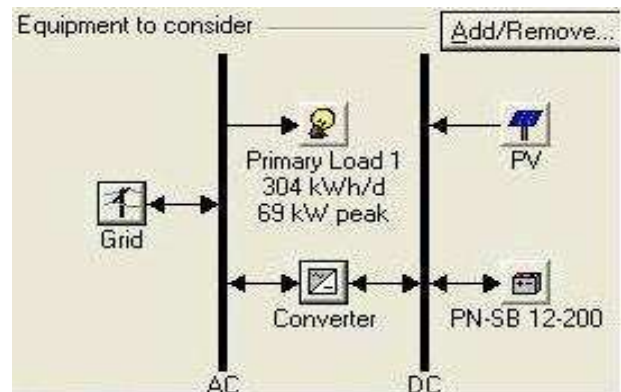 Equipment to consider
Add/Remove...
Primary Load 1
304 kWh/d
69 kW peak
PV
Grid
Converter
PN-SB 12-200
AC
DC